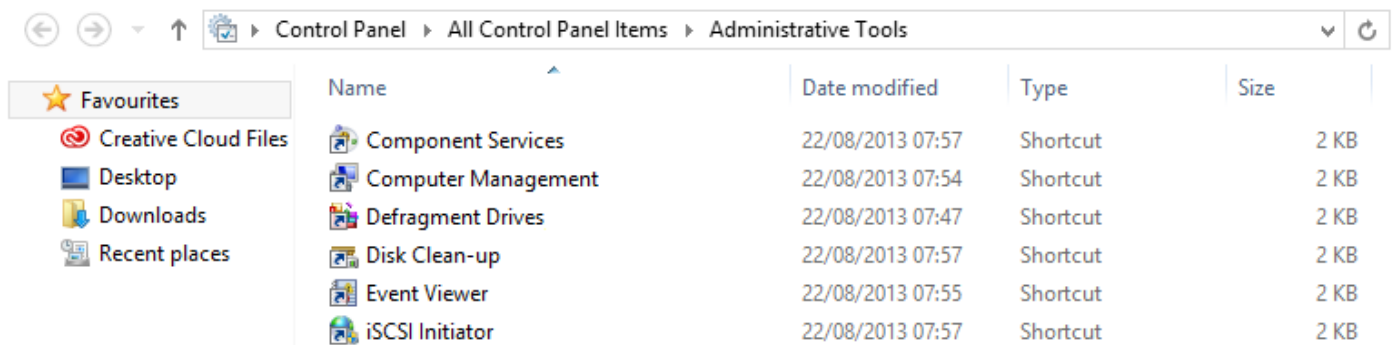 Control Panel All Control Panel Items Administrative Tools
Favourites
Creative Cloud Files
Desktop
Downloads
Recent places
Name Date modified Type Size
Component Services 22/08/2013 07:57 Shortcut 2 KB
Computer Management 22/08/2013 07:54 Shortcut 2 KB
Defragment Drives 22/08/2013 07:47 Shortcut 2 KB
Disk Clean-up 22/08/2013 07:57 Shortcut 2 KB
Event Viewer 22/08/2013 07:55 Shortcut 2 KB
iSCSI Initiator 22/08/2013 07:57 Shortcut 2 KB